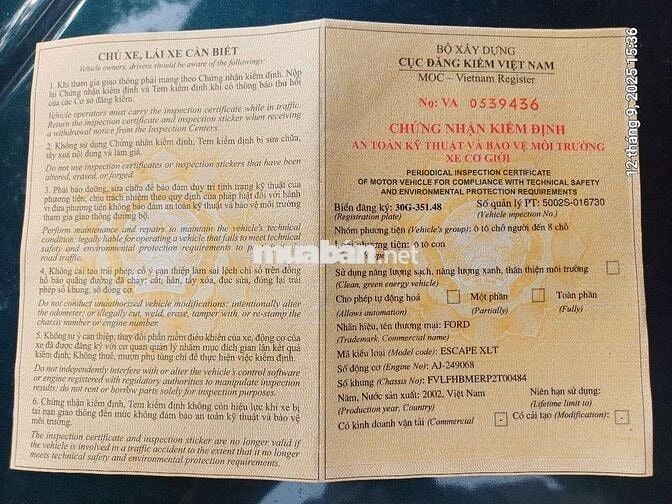 CHỦ XE, LÁI XE CẦN BIẾT
Vehicle owners, drivers should be aware of the following:
1. Khi tham gia giao thông phải mang theo Chứng nhận kiểm định. Nộp
lại Chứng nhận kiểm định và Tem kiểm định khi có thông báo thu hồi
của các Cơ sở đăng kiểm.
Vehicle operators must carry the inspection certificate while in traffic.
Return the inspection certificate and inspection sticker when receiving
a withdrawal notice from the Inspection Centers.
2. Không sử dụng Chứng nhận kiểm định, Tem kiểm định bị sửa chữa,
tẩy xoá nội dung và làm giả.
Do not use inspection certificates or inspection stickers that have been
altered, erased, or forged.
3. Phải bảo dưỡng, sửa chữa để bảo đảm duy trì tình trạng kỹ thuật của
phương tiện; chịu trách nhiệm theo quy định của pháp luật đối với hành
vi đưa phương tiện không bảo đảm an toàn kỹ thuật và bảo vệ môi trường
tham gia giao thông đường bộ.
Perform maintenance and repairs to maintain the vehicle's technical
condition; legally liable for operating a vehicle that fails to meet technical
safety and environmental protection requirements to participate in
road traffic.
4. Không cải tạo trái phép; cố ý can thiệp làm sai lệch chỉ số trên đồng
hồ báo quãng đường đã chạy; cắt, hàn, tẩy xóa, đục sửa, đóng lại trái
phép số khung, số động cơ.
Do not conduct unauthorized vehicle modifications; intentionally alter
the odometer; or illegally cut, weld, erase, tamper with, or re-stamp the
chassis number or engine number.
5. Không tự ý can thiệp, thay đổi phần mềm điều khiển của xe, động cơ của
xe đã được đăng ký với cơ quan quản lý nhằm mục đích gian lận kết quả
kiểm định; Không thuê, mượn phụ tùng chỉ để thực hiện việc kiểm định.
Do not independently interfere with or alter the vehicle's control software
or engine registered with regulatory authorities to manipulate inspection
results; do not rent or borrow parts solely for inspection purposes.
6. Chứng nhận kiểm định, Tem kiểm định không còn hiệu lực khi xe bị
tai nạn giao thông đến mức không đảm bảo an toàn kỹ thuật và bảo vệ
môi trường.
The inspection certificate and inspection sticker are no longer valid if
the vehicle is involved in a traffic accident to the extent that it no longer
meets technical safety and environmental protection requirements.
BỘ XÂY DỰNG
CỤC ĐĂNG KIỂM VIỆT NAM
MOC – Vietnam Register
No: VA 0539436
CHỨNG NHẬN KIỂM ĐỊNH
AN TOÀN KỸ THUẬT VÀ BẢO VỆ MÔI TRƯỜNG
XE CƠ GIỚI
PERIODICAL INSPECTION CERTIFICATE
OF MOTOR VEHICLE FOR COMPLIANCE WITH TECHNICAL SAFETY
AND ENVIRONMENTAL PROTECTION REQUIREMENTS
Biển đăng ký: 30G-351.48 Số quản lý PT: 5002S-016730
(Registration plate) (Vehicle inpection No.)
Nhóm phương tiện (Vehicle's group): ô tô chở người đến 8 chỗ
Loại phương tiện: ô tô con
Sử dụng năng lượng sạch, năng lượng xanh, thân thiện môi trường
(Clean, green energy vehicle)
Cho phép tự động hoá Một phần Toàn phần
(Allows automation) (Partially) (Fully)
Nhãn hiệu, tên thương mại: FORD
(Trademark, Commercial name)
Mã kiểu loại (Model code): ESCAPE XLT
Số động cơ (Engine No): AJ-249068
Số khung (Chassis No): FVLFHBMERP2T00484
Năm, Nước sản xuất: 2002, Việt Nam Niên hạn sử dụng:
(Production year, Country) (Lifetime limit to)
Có kinh doanh vận tải (Commercial - Có cải tạo (Modification): -
muaban.net
12 tháng 9, 2025 15:36